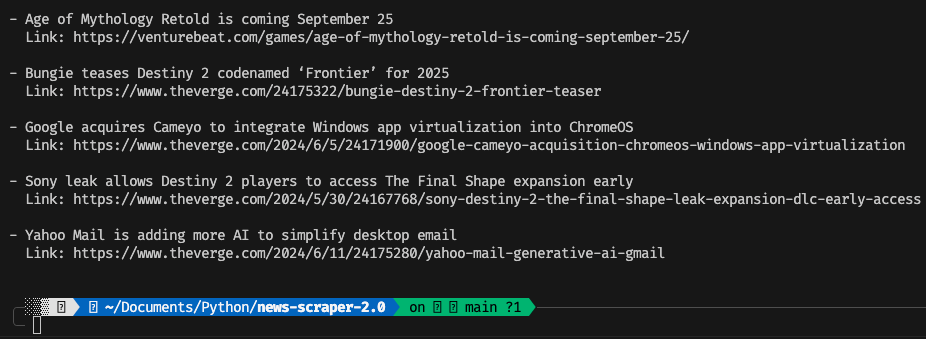 - Age of Mythology Retold is coming September 25
Link: https://venturebeat.com/games/age-of-mythology-retold-is-coming-september-25/
- Bungie teases Destiny 2 codenamed ‘Frontier’ for 2025
Link: https://www.theverge.com/24175322/bungie-destiny-2-frontier-teaser
- Google acquires Cameyo to integrate Windows app virtualization into ChromeOS
Link: https://www.theverge.com/2024/6/5/24171900/google-cameyo-acquisition-chromeos-windows-app-virtualization
- Sony leak allows Destiny 2 players to access The Final Shape expansion early
Link: https://www.theverge.com/2024/5/30/24167768/sony-destiny-2-the-final-shape-leak-expansion-dlc-early-access
- Yahoo Mail is adding more AI to simplify desktop email
Link: https://www.theverge.com/2024/6/11/24175280/yahoo-mail-generative-ai-gmail
~/Documents/Python/news-scraper-2.0 on main ?1